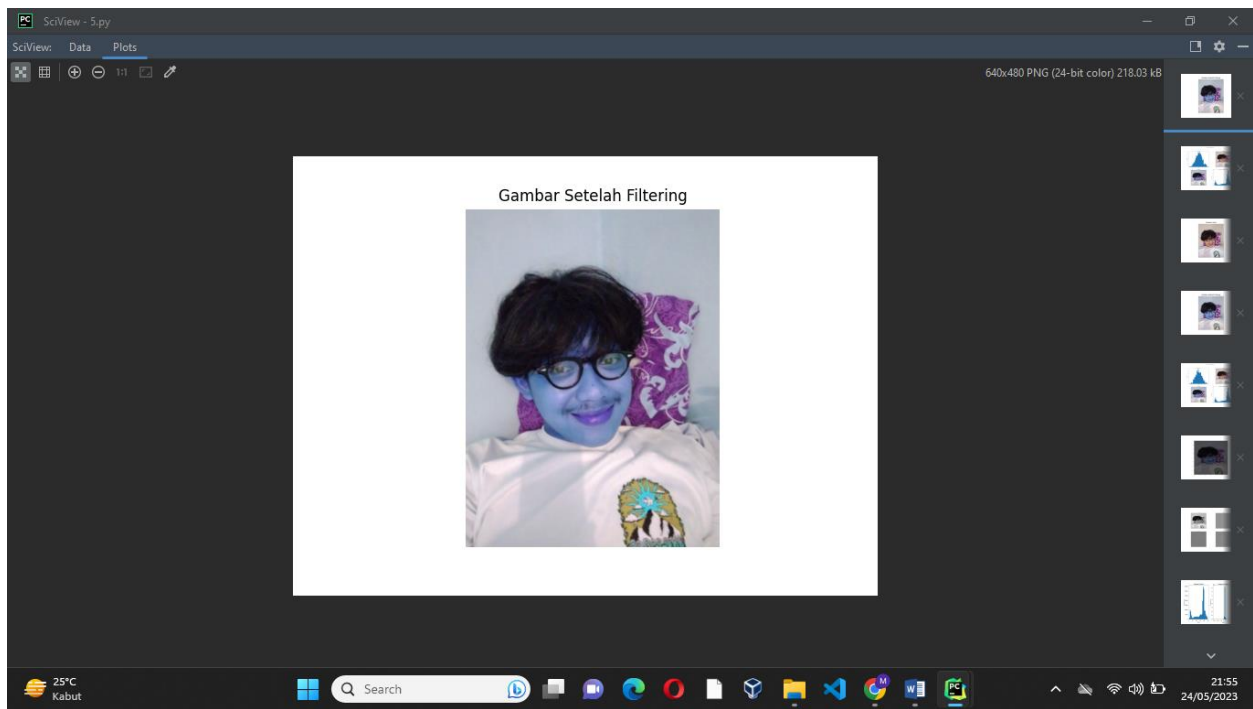 SciView - 5.py
SciView: Data Plots
1:1
640x480 PNG (24-bit color) 218.03 kB
Gambar Setelah Filtering
25°C
Kabut
Search
21:55
24/05/2023